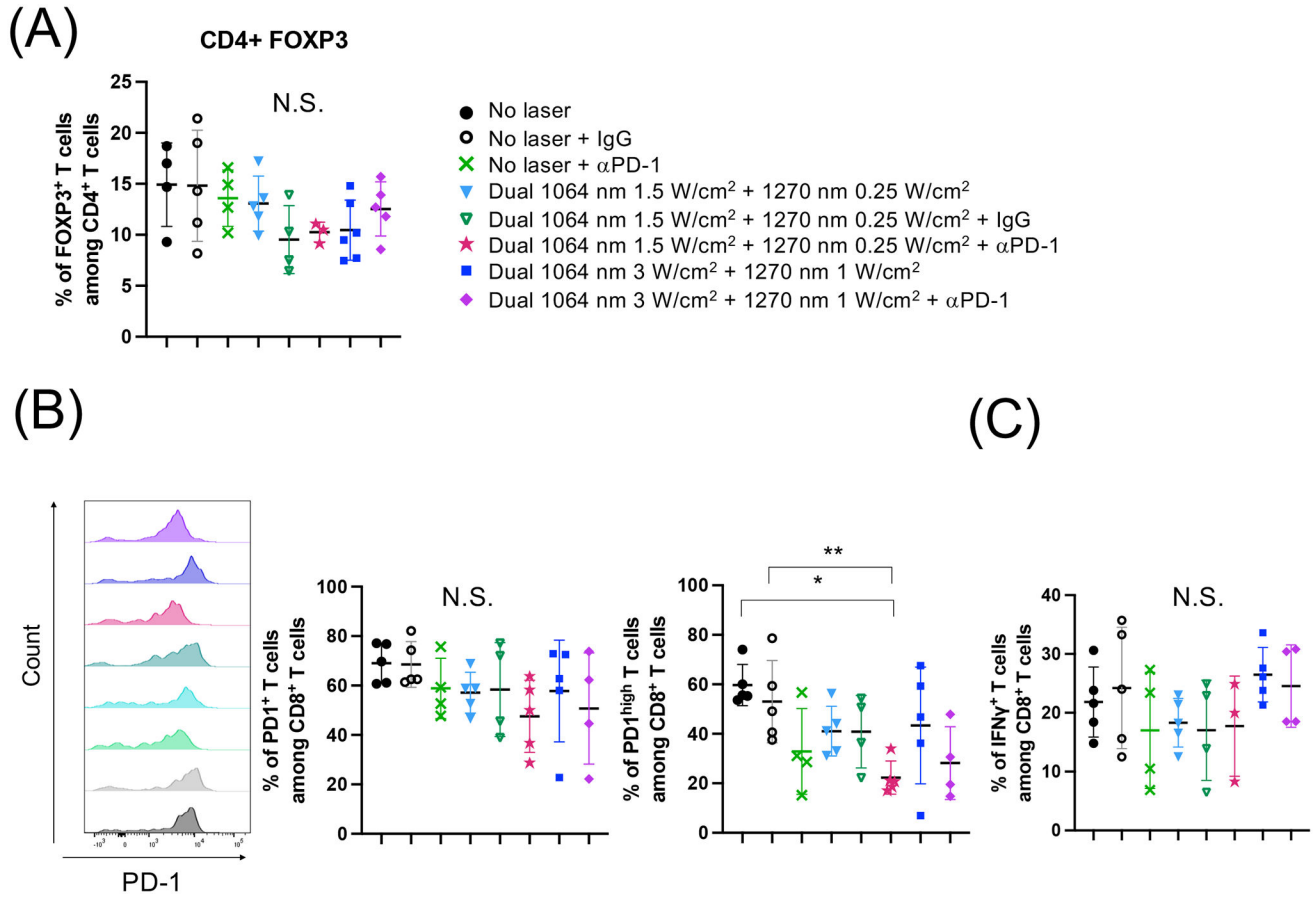 (A)
CD4+ FOXP3
N.S.
% of FOXP3⁺ T cells
among CD4⁺ T cells
25
20
15
10
5
0
No laser
No laser + IgG
No laser + αPD-1
Dual 1064 nm 1.5 W/cm² + 1270 nm 0.25 W/cm²
Dual 1064 nm 1.5 W/cm² + 1270 nm 0.25 W/cm² + IgG
Dual 1064 nm 1.5 W/cm² + 1270 nm 0.25 W/cm² + αPD-1
Dual 1064 nm 3 W/cm² + 1270 nm 1 W/cm²
Dual 1064 nm 3 W/cm² + 1270 nm 1 W/cm² + αPD-1
(B)
Count
-10³ 0 10³ 10⁴ 10⁵
PD-1
N.S.
% of PD1⁺ T cells
among CD8⁺ T cells
100
80
60
40
20
0
**
*
% of PD1ʰⁱᵍʰ T cells
among CD8⁺ T cells
100
80
60
40
20
0
(C)
N.S.
% of IFNγ⁺ T cells
among CD8⁺ T cells
40
30
20
10
0